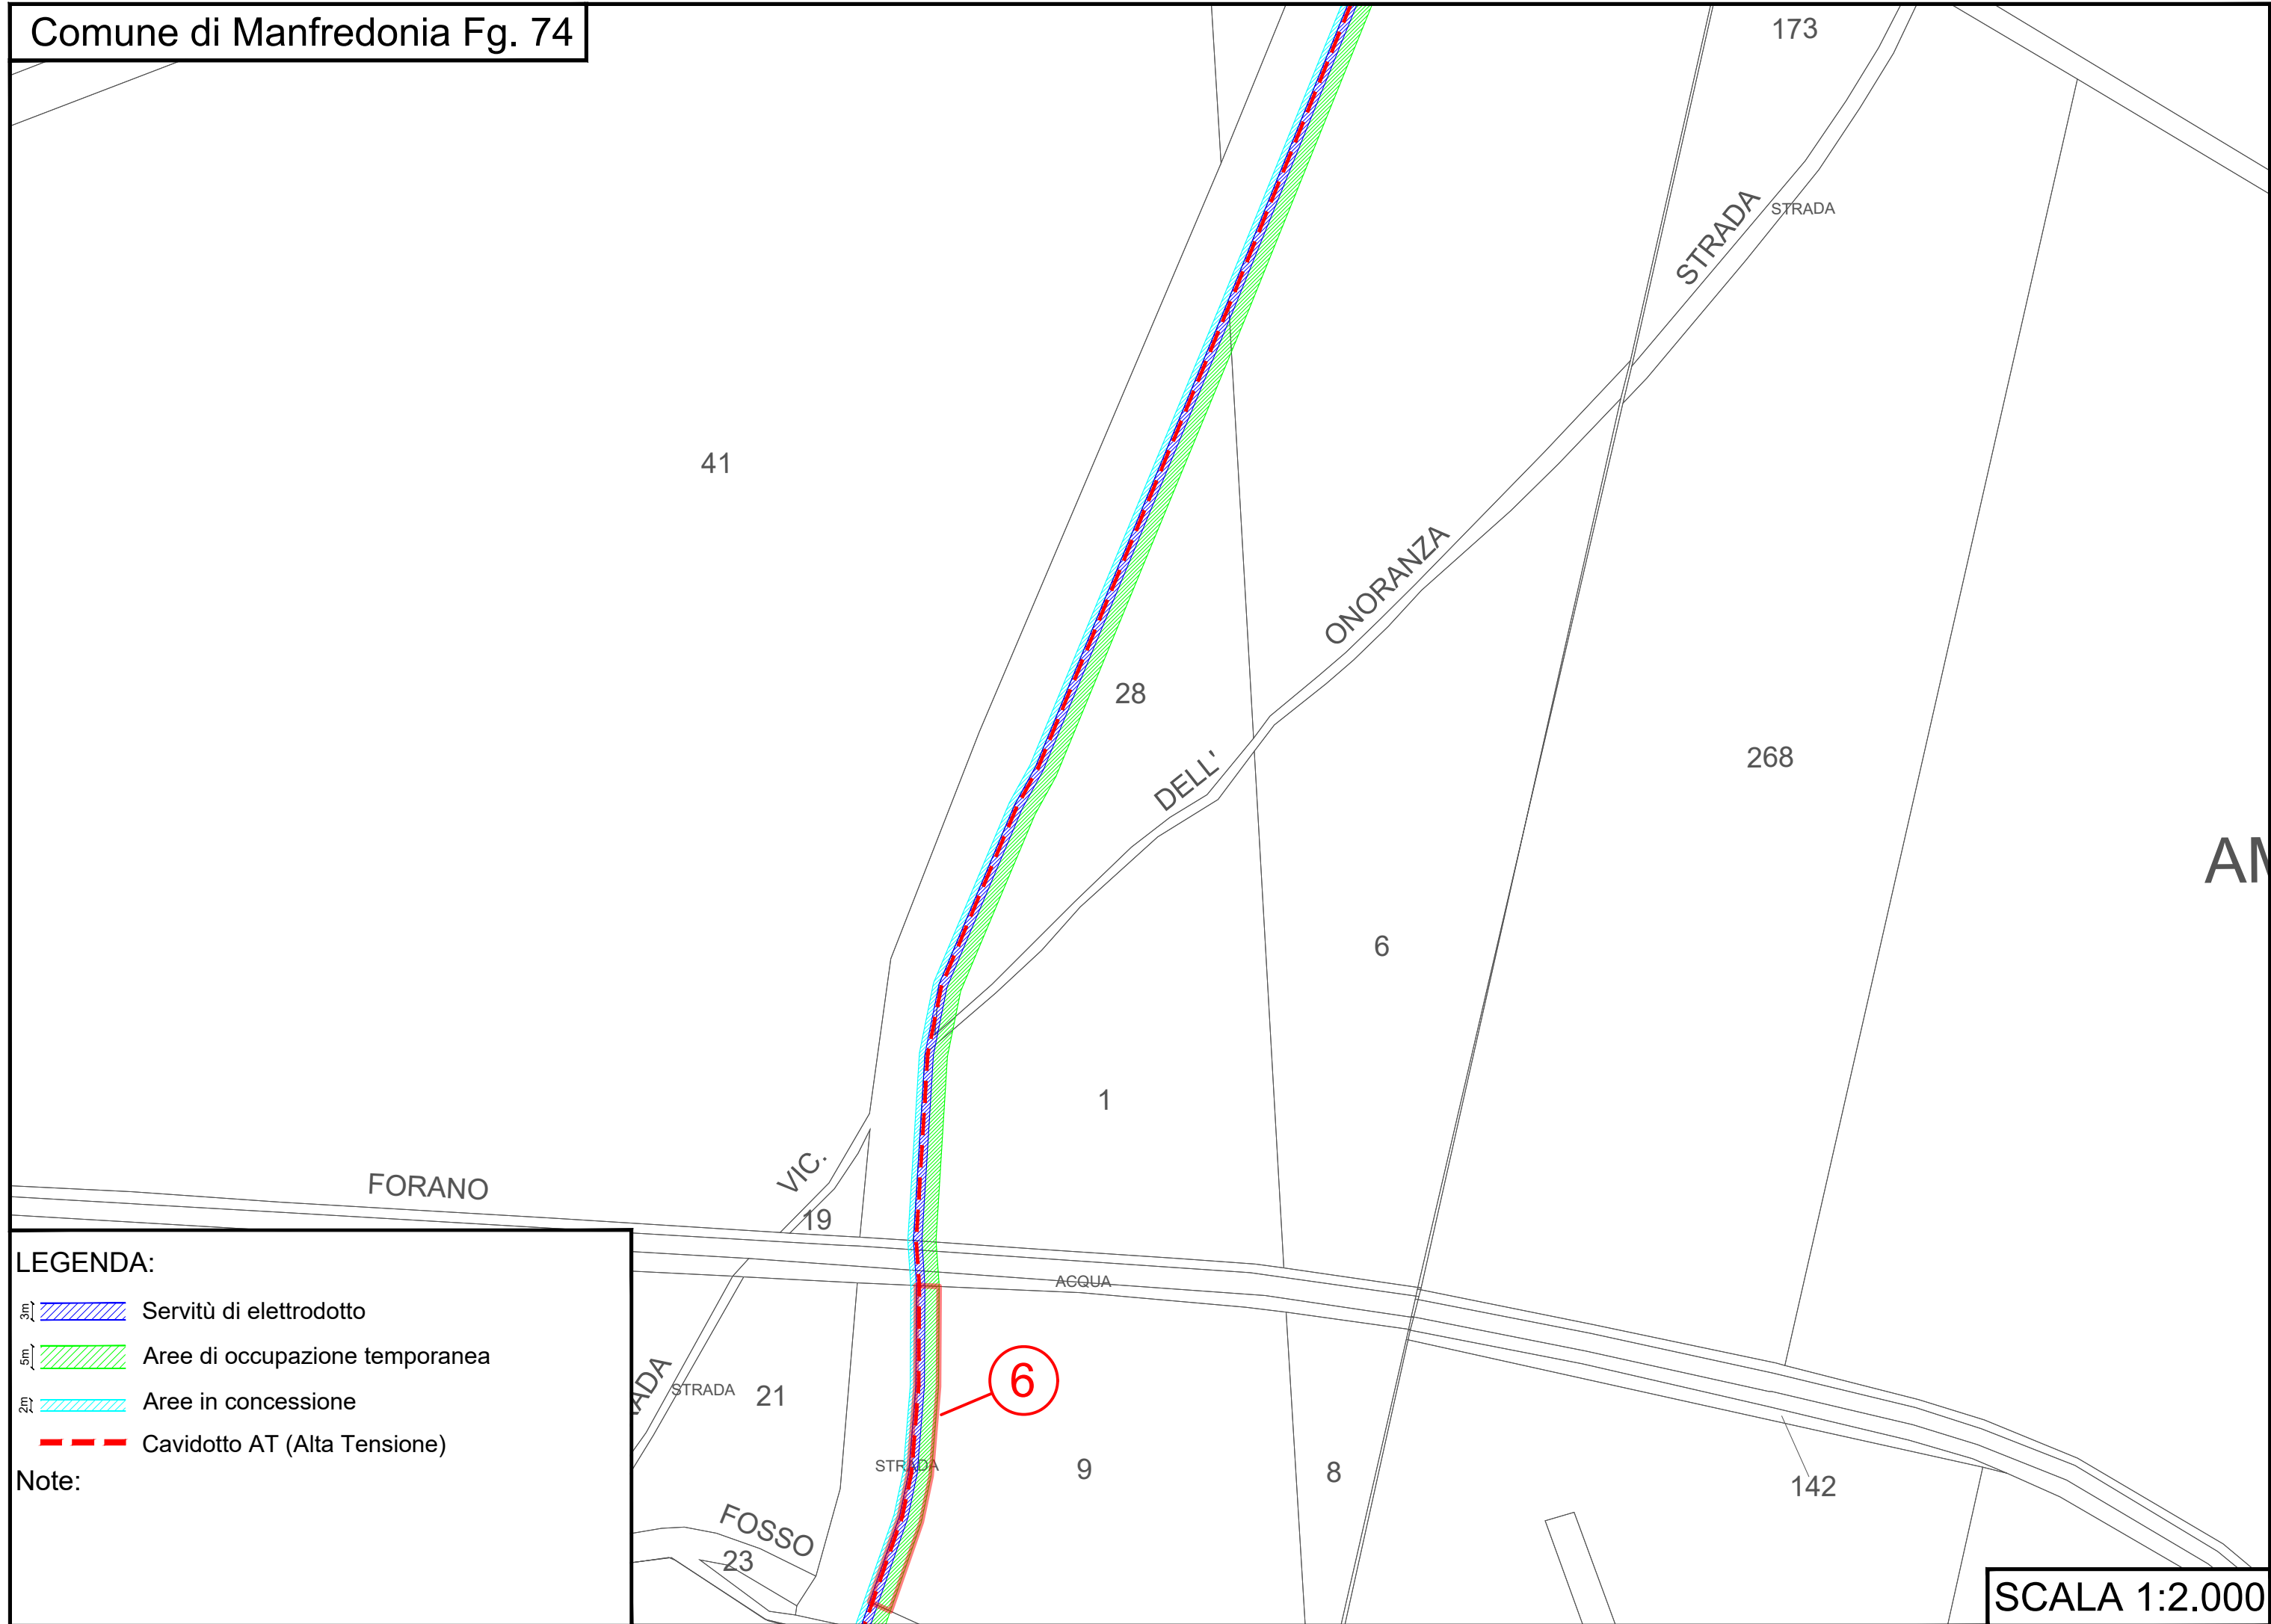 Comune di Manfredonia Fg. 74
173
STRADA
STRADA
41
ONORANZA
28
DELL'
268
AM
6
1
VIC.
FORANO
19
ACQUA
LEGENDA:
3m Servitù di elettrodotto
5m Aree di occupazione temporanea
2m Aree in concessione
Cavidotto AT (Alta Tensione)
Note:
ADA
STRADA
21
6
STRADA
9
8
142
FOSSO
23
SCALA 1:2.000